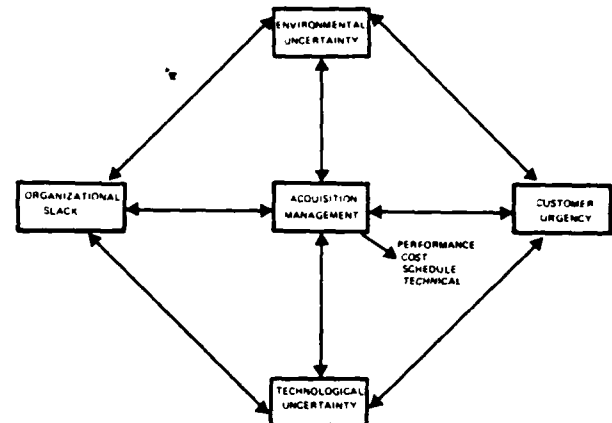 ENVIRONMENTAL
UNCERTAINTY
ORGANIZATIONAL
SLACK
ACQUISITION
MANAGEMENT
CUSTOMER
URGENCY
PERFORMANCE
COST
SCHEDULE
TECHNICAL
TECHNOLOGICAL
UNCERTAINTY